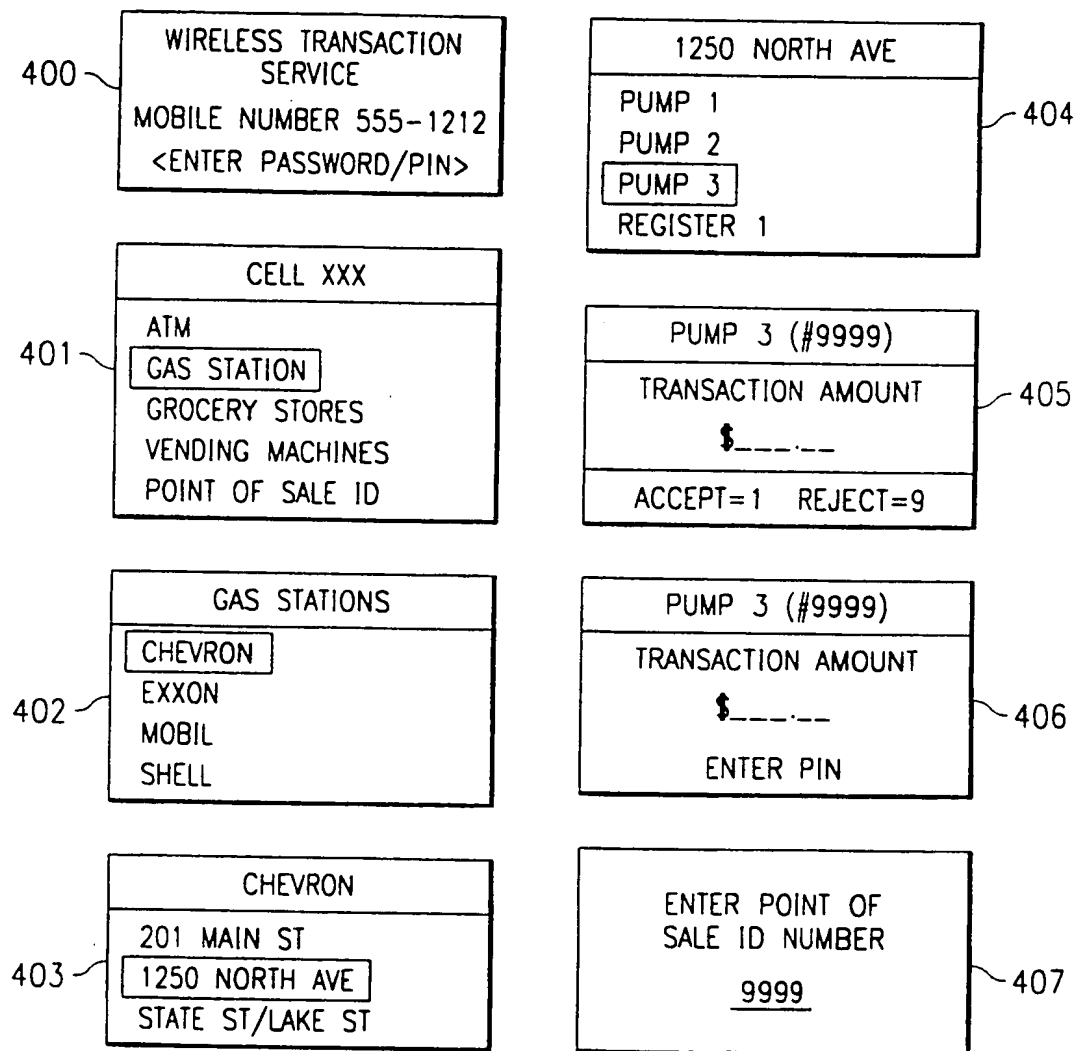 WIRELESS TRANSACTION
SERVICE
MOBILE NUMBER 555-1212
<ENTER PASSWORD/PIN>
400
CELL XXX
ATM
GAS STATION
GROCERY STORES
VENDING MACHINES
POINT OF SALE ID
401
GAS STATIONS
CHEVRON
EXXON
MOBIL
SHELL
402
CHEVRON
201 MAIN ST
1250 NORTH AVE
STATE ST/LAKE ST
403
1250 NORTH AVE
PUMP 1
PUMP 2
PUMP 3
REGISTER 1
404
PUMP 3 (#9999)
TRANSACTION AMOUNT
$___.__
ACCEPT=1 REJECT=9
405
PUMP 3 (#9999)
TRANSACTION AMOUNT
$___.__
ENTER PIN
406
ENTER POINT OF
SALE ID NUMBER
9999
407